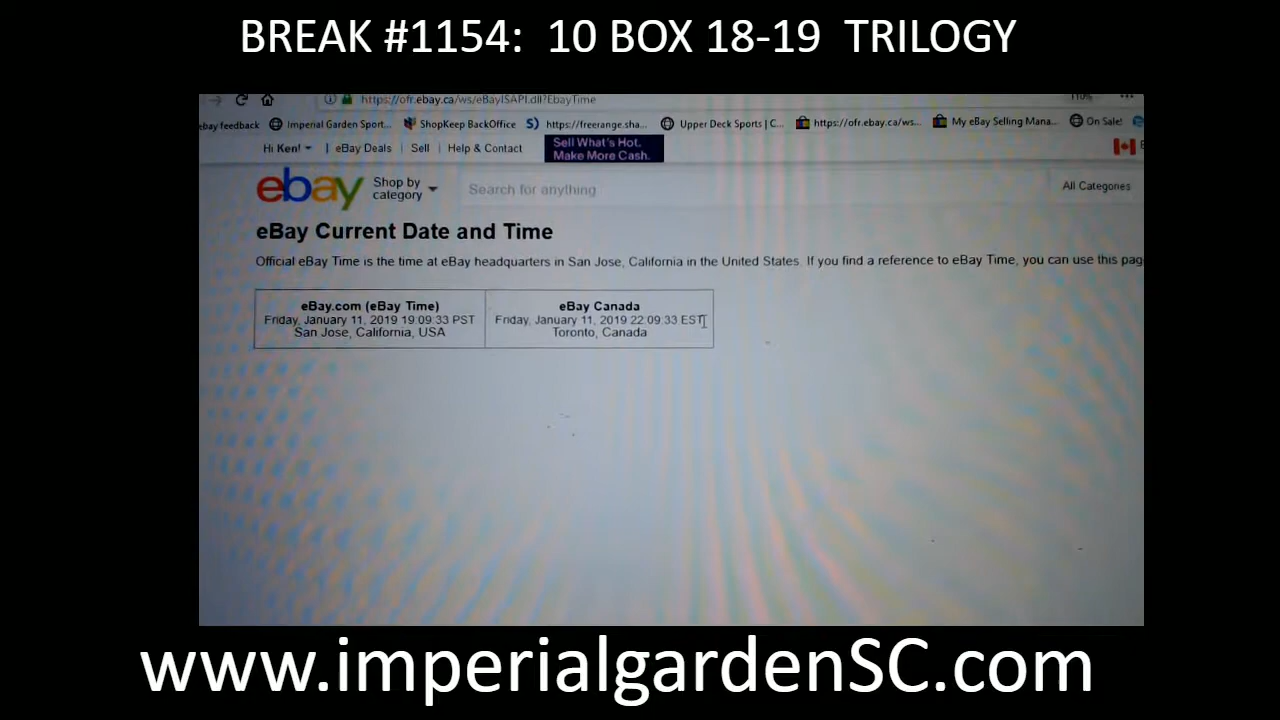 BREAK #1154: 10 BOX 18-19 TRILOGY
https://ofr.ebay.ca/ws/eBayISAPI.dll?EbayTime
110%
ebay feedback Imperial Garden Sport... ShopKeep BackOffice https://freerange.sha... Upper Deck Sports | C... https://ofr.ebay.ca/ws... My eBay Selling Mana... On Sale!
Hi Ken! eBay Deals Sell Help & Contact
Sell What's Hot.
Make More Cash.
ebay
Shop by
category
Search for anything
All Categories
eBay Current Date and Time
Official eBay Time is the time at eBay headquarters in San Jose, California in the United States. If you find a reference to eBay Time, you can use this pag
eBay.com (eBay Time)
Friday, January 11, 2019 19:09:33 PST
San Jose, California, USA
eBay Canada
Friday, January 11, 2019 22:09:33 EST
Toronto, Canada
www.imperialgardenSC.com